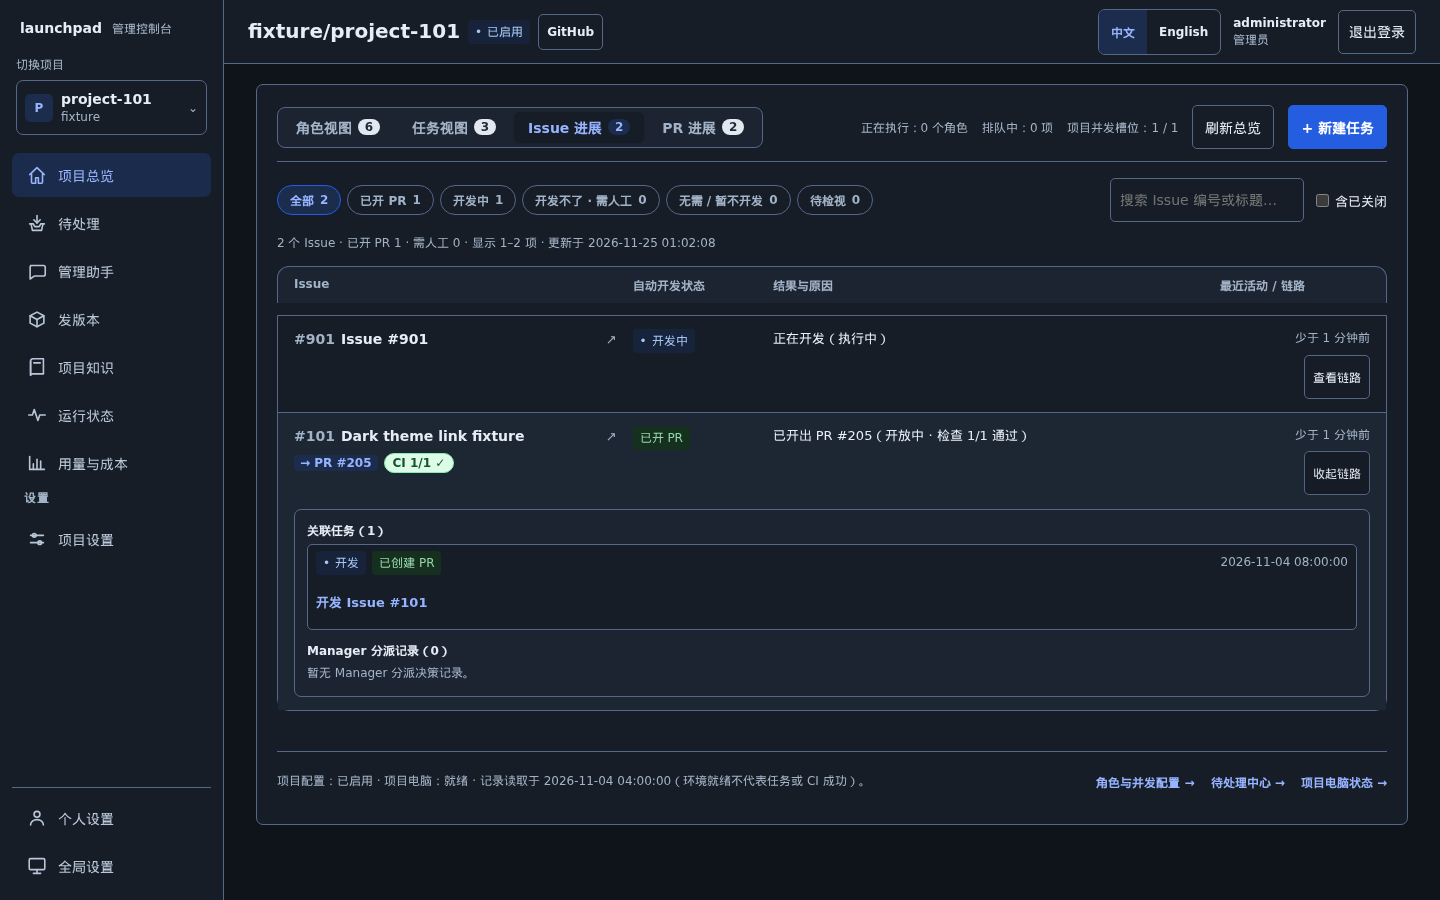 launchpad 管理控制台
切换项目
P
project-101
fixture
项目总览
待处理
管理助手
发版本
项目知识
运行状态
用量与成本
设置
项目设置
个人设置
全局设置
fixture/project-101
• 已启用
GitHub
中文
English
administrator
管理员
退出登录
角色视图 6
任务视图 3
Issue 进展 2
PR 进展 2
正在执行：0 个角色
排队中：0 项
项目并发槽位：1 / 1
刷新总览
+ 新建任务
全部 2
已开 PR 1
开发中 1
开发不了 · 需人工 0
无需 / 暂不开发 0
待检视 0
搜索 Issue 编号或标题...
含已关闭
2 个 Issue · 已开 PR 1 · 需人工 0 · 显示 1–2 项 · 更新于 2026-11-25 01:02:08
Issue
自动开发状态
结果与原因
最近活动 / 链路
#901 Issue #901 ↗
• 开发中
正在开发（执行中）
少于 1 分钟前
查看链路
#101 Dark theme link fixture ↗
已开 PR
已开出 PR #205（开放中 · 检查 1/1 通过）
少于 1 分钟前
→ PR #205
CI 1/1 ✓
收起链路
关联任务（1）
• 开发
已创建 PR
2026-11-04 08:00:00
开发 Issue #101
Manager 分派记录（0）
暂无 Manager 分派决策记录。
项目配置：已启用 · 项目电脑：就绪 · 记录读取于 2026-11-04 04:00:00（环境就绪不代表任务或 CI 成功）。
角色与并发配置 →
待处理中心 →
项目电脑状态 →